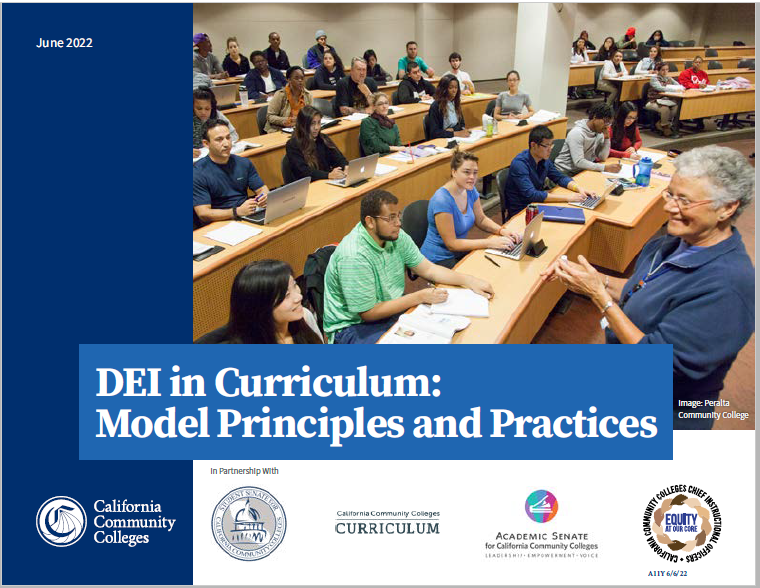 June 2022
Image: Peralta
Community College
DEI in Curriculum:
Model Principles and Practices
In Partnership With
California
Community
Colleges
STUDENT SENATE FOR
CALIFORNIA COMMUNITY COLLEGES
California Community Colleges
CURRICULUM
ACADEMIC SENATE
for California Community Colleges
LEADERSHIP • EMPOWERMENT • VOICE
CALIFORNIA COMMUNITY COLLEGES CHIEF INSTRUCTIONAL OFFICERS
EQUITY
AT OUR CORE
A11Y 6/6/22